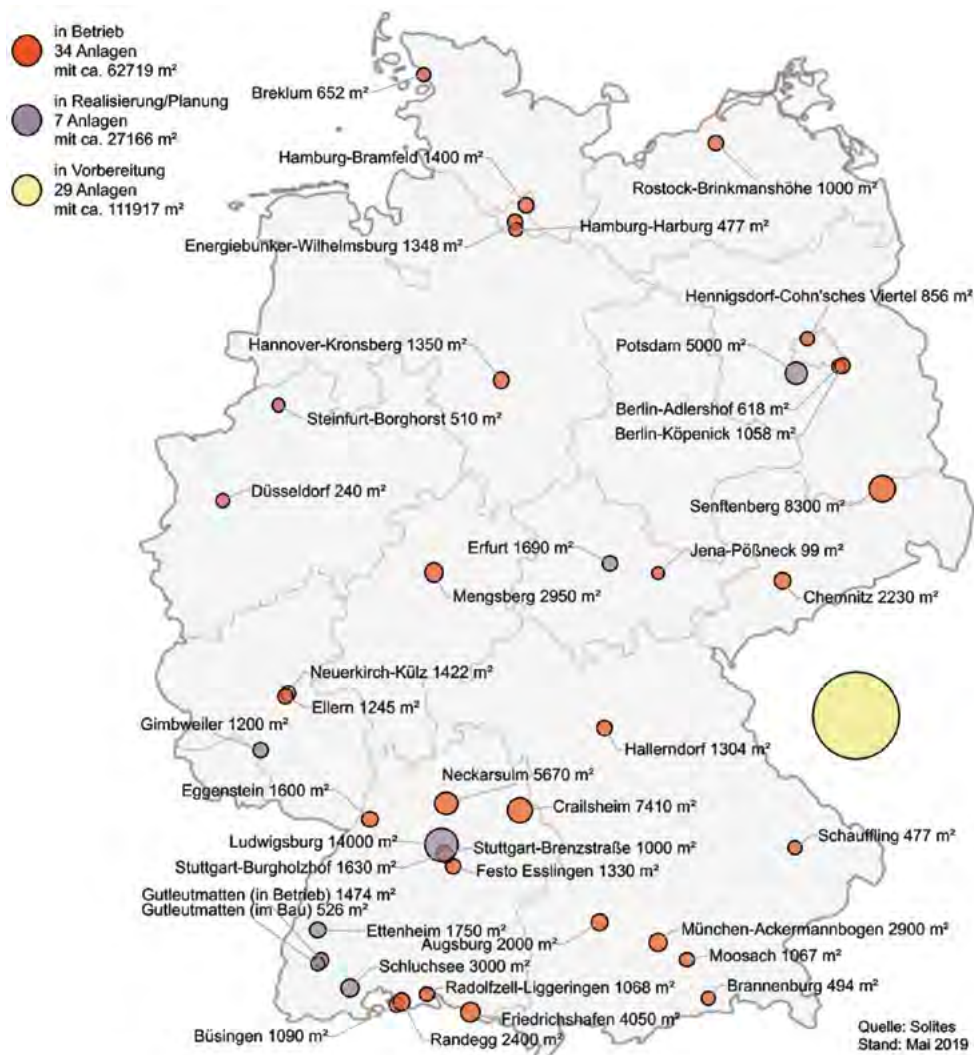 in Betrieb
34 Anlagen
mit ca. 62719 m²
in Realisierung/Planung
7 Anlagen
mit ca. 27166 m²
in Vorbereitung
29 Anlagen
mit ca. 111917 m²
Breklum 652 m²
Hamburg-Bramfeld 1400 m²
Rostock-Brinkmanshöhe 1000 m²
Energiebunker-Wilhelmsburg 1348 m²
Hamburg-Harburg 477 m²
Hennigsdorf-Cohn'sches Viertel 856 m²
Hannover-Kronsberg 1350 m²
Potsdam 5000 m²
Steinfurt-Borghorst 510 m²
Berlin-Adlershof 618 m²
Berlin-Köpenick 1058 m²
Düsseldorf 240 m²
Senftenberg 8300 m²
Erfurt 1690 m²
Jena-Pößneck 99 m²
Mengsberg 2950 m²
Chemnitz 2230 m²
Neuerkirch-Külz 1422 m²
Ellern 1245 m²
Gimbweiler 1200 m²
Hallerndorf 1304 m²
Neckarsulm 5670 m²
Eggenstein 1600 m²
Crailsheim 7410 m²
Ludwigsburg 14000 m²
Stuttgart-Brenzstraße 1000 m²
Schauffling 477 m²
Stuttgart-Burgholzhof 1630 m²
Festo Esslingen 1330 m²
Gutleutmatten (in Betrieb) 1474 m²
Gutleutmatten (im Bau) 526 m²
Ettenheim 1750 m²
Augsburg 2000 m²
München-Ackermannbogen 2900 m²
Moosach 1067 m²
Schluchsee 3000 m²
Radolfzell-Liggeringen 1068 m²
Brannenburg 494 m²
Friedrichshafen 4050 m²
Büsingen 1090 m²
Randegg 2400 m²
Quelle: Solites
Stand: Mai 2019